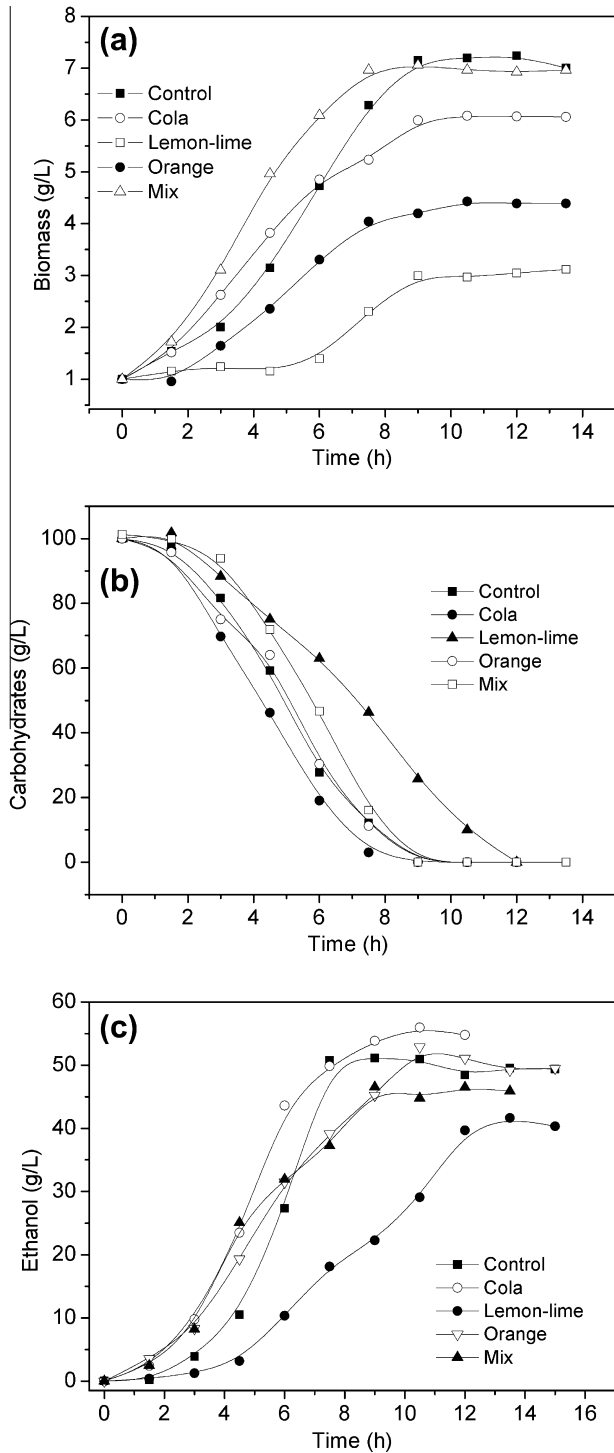 (a)
Control
Cola
Lemon-lime
Orange
Mix
Biomass (g/L)
8
7
6
5
4
3
2
1
0 2 4 6 8 10 12 14
Time (h)
(b)
Control
Cola
Lemon-lime
Orange
Mix
Carbohydrates (g/L)
100
80
60
40
20
0
0 2 4 6 8 10 12 14
Time (h)
(c)
Control
Cola
Lemon-lime
Orange
Mix
Ethanol (g/L)
60
50
40
30
20
10
0
0 2 4 6 8 10 12 14 16
Time (h)